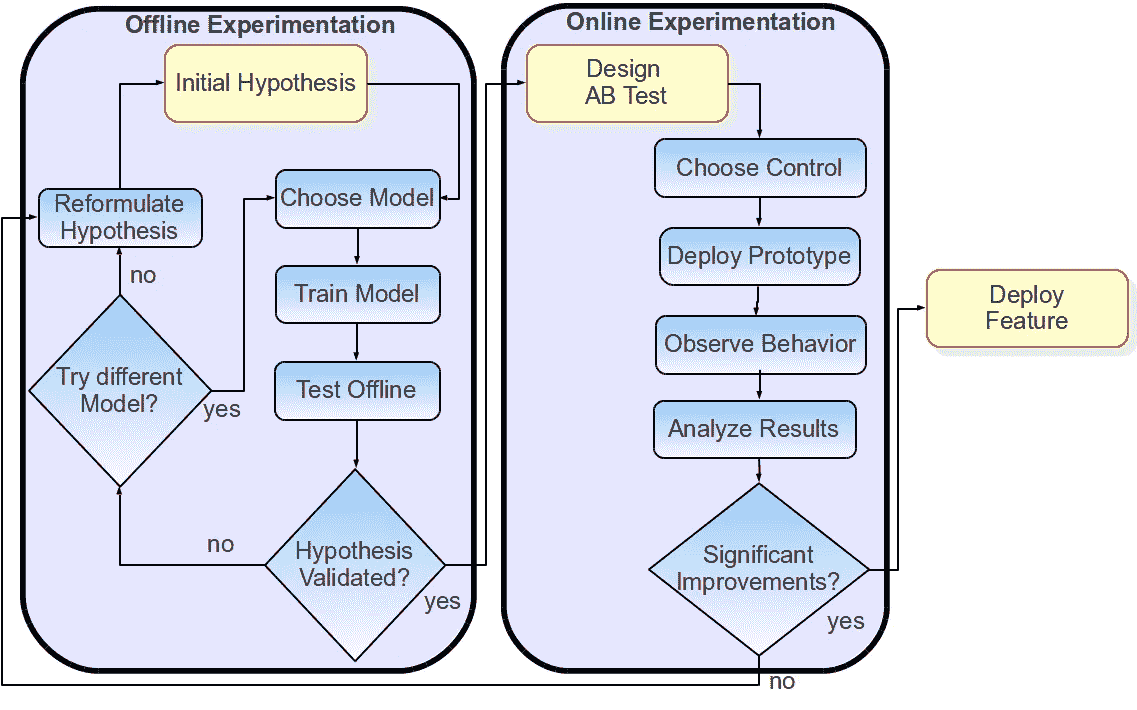 Offline Experimentation
Initial Hypothesis
Reformulate
Hypothesis
no
Try different
Model?
yes
Choose Model
Train Model
Test Offline
Hypothesis
Validated?
no
yes
Online Experimentation
Design
AB Test
Choose Control
Deploy Prototype
Observe Behavior
Analyze Results
Significant
Improvements?
yes
no
Deploy
Feature